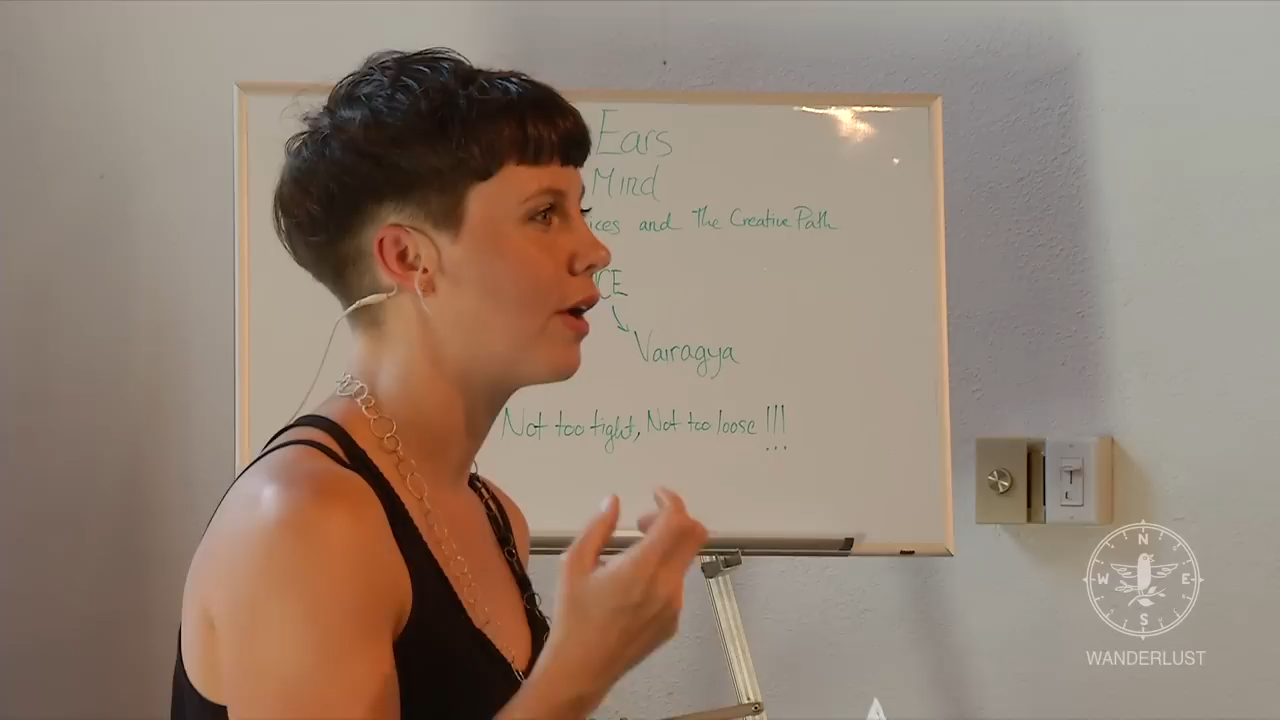 Ears
Mind
ices and The Creative Path
CE
Vairagya
Not too tight, Not too loose !!!
N
W E
S
WANDERLUST